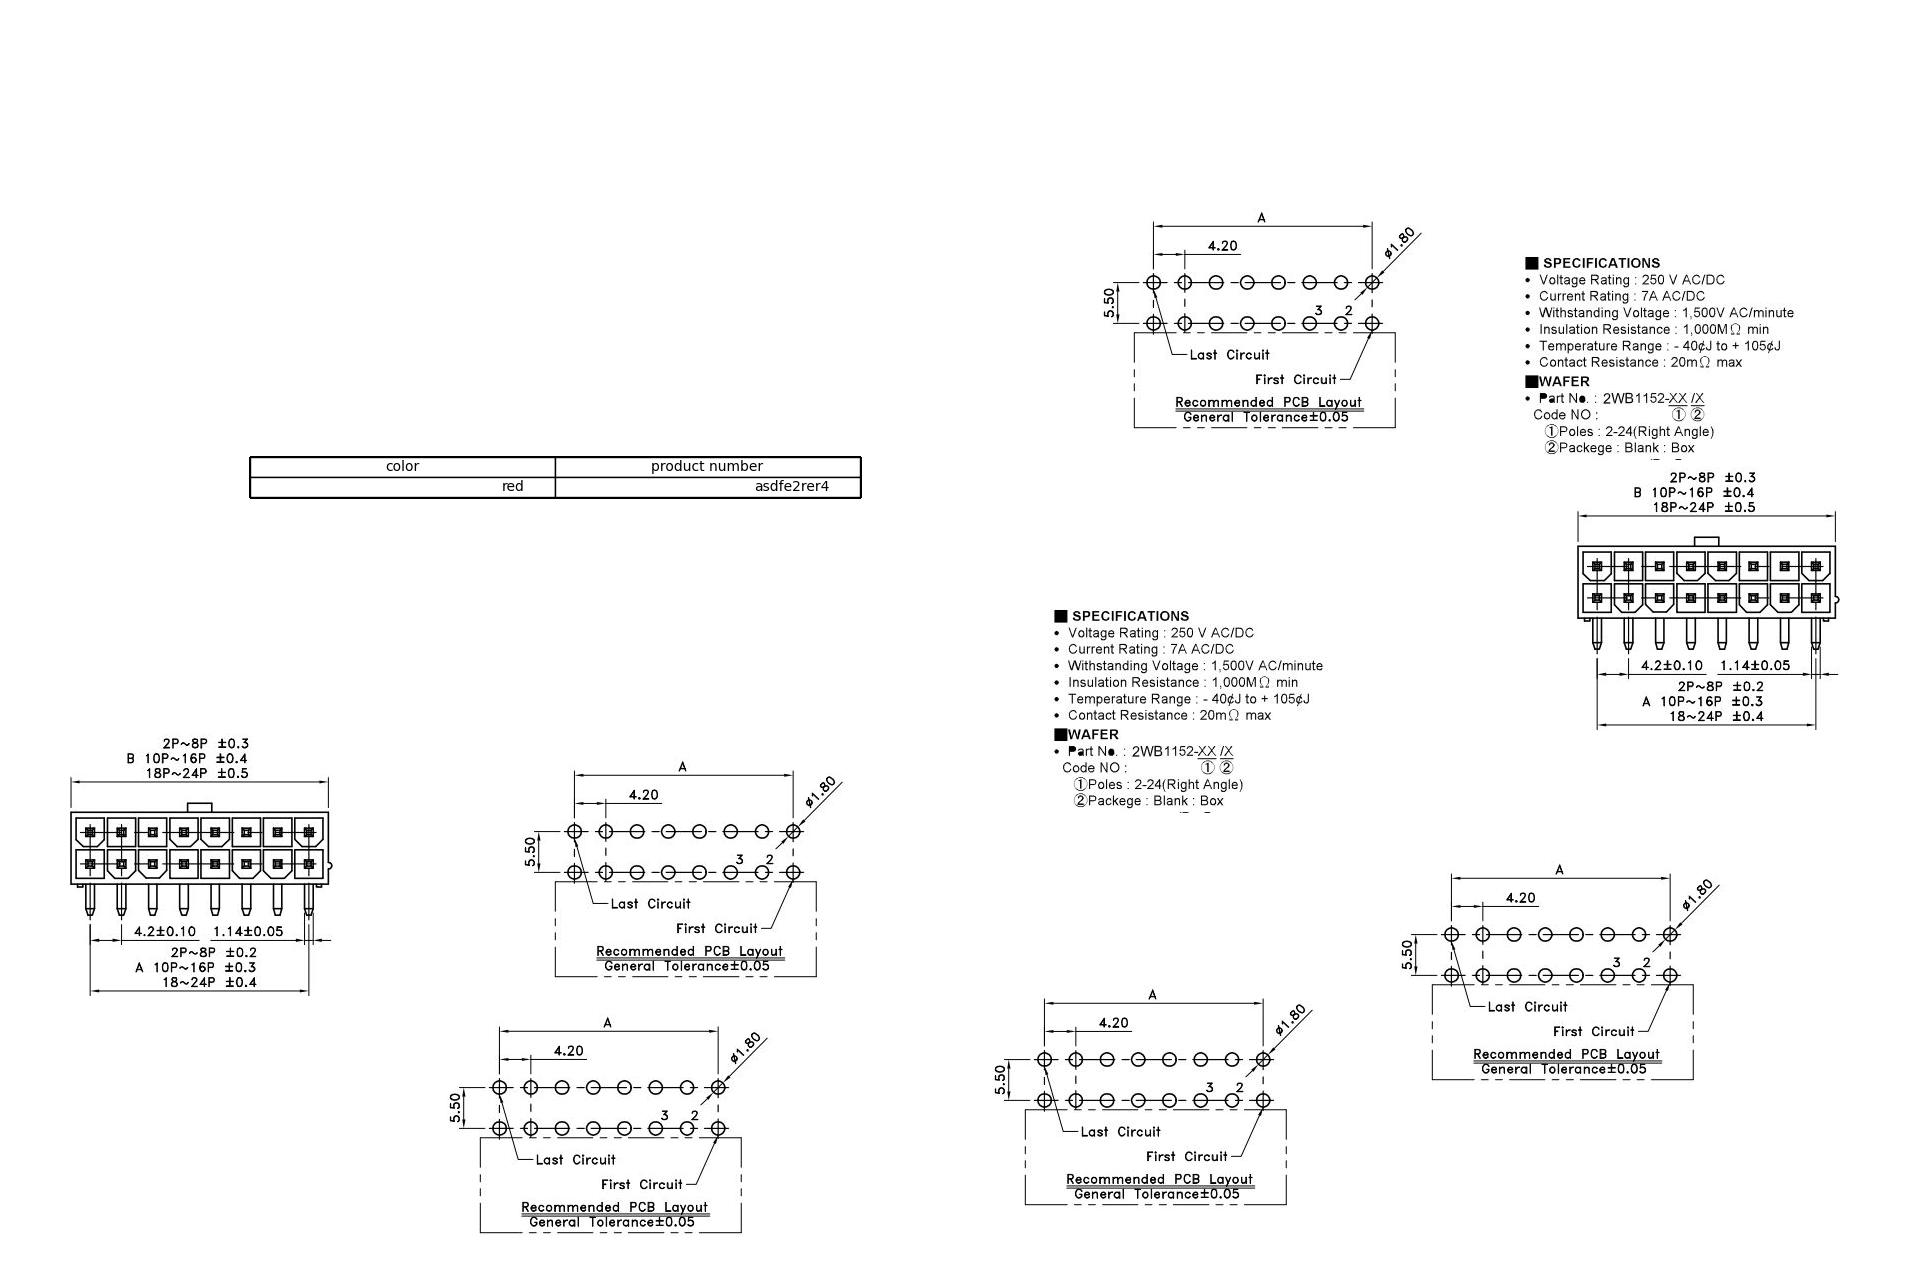 A
4.20
ø1.80
5.50
3 2
Last Circuit
First Circuit
Recommended PCB Layout
General Tolerance±0.05
■ SPECIFICATIONS
• Voltage Rating : 250 V AC/DC
• Current Rating : 7A AC/DC
• Withstanding Voltage : 1,500V AC/minute
• Insulation Resistance : 1,000MΩ min
• Temperature Range : - 40¢J to + 105¢J
• Contact Resistance : 20mΩ max
■WAFER
• Part No. : 2WB1152-XX /X
Code NO : ① ②
①Poles : 2-24(Right Angle)
②Packege : Blank : Box
color product number
red asdfe2rer4
2P~8P ±0.3
B 10P~16P ±0.4
18P~24P ±0.5
4.2±0.10 1.14±0.05
2P~8P ±0.2
A 10P~16P ±0.3
18~24P ±0.4
■ SPECIFICATIONS
• Voltage Rating : 250 V AC/DC
• Current Rating : 7A AC/DC
• Withstanding Voltage : 1,500V AC/minute
• Insulation Resistance : 1,000MΩ min
• Temperature Range : - 40¢J to + 105¢J
• Contact Resistance : 20mΩ max
■WAFER
• Part No. : 2WB1152-XX /X
Code NO : ① ②
①Poles : 2-24(Right Angle)
②Packege : Blank : Box
2P~8P ±0.3
B 10P~16P ±0.4
18P~24P ±0.5
4.2±0.10 1.14±0.05
2P~8P ±0.2
A 10P~16P ±0.3
18~24P ±0.4
A
4.20
ø1.80
5.50
3 2
Last Circuit
First Circuit
Recommended PCB Layout
General Tolerance±0.05
A
4.20
ø1.80
5.50
3 2
Last Circuit
First Circuit
Recommended PCB Layout
General Tolerance±0.05
A
4.20
ø1.80
5.50
3 2
Last Circuit
First Circuit
Recommended PCB Layout
General Tolerance±0.05
A
4.20
ø1.80
5.50
3 2
Last Circuit
First Circuit
Recommended PCB Layout
General Tolerance±0.05